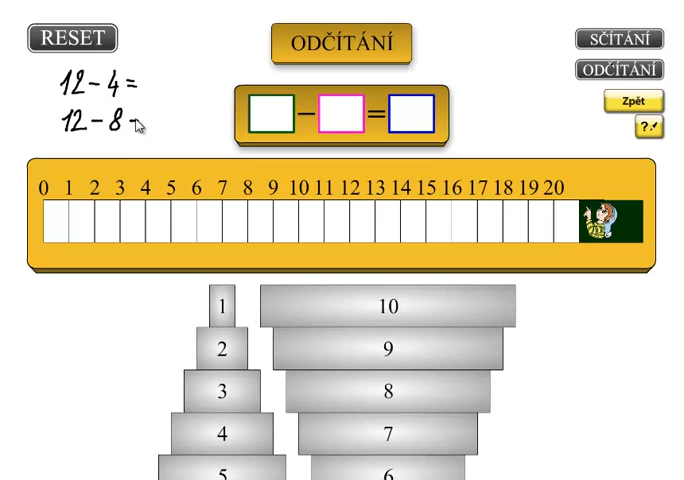 RESET
ODČÍTÁNÍ
SČÍTÁNÍ
ODČÍTÁNÍ
Zpět
?
12-4=
12-8-
- =
0 1 2 3 4 5 6 7 8 9 10 11 12 13 14 15 16 17 18 19 20
1 10
2 9
3 8
4 7
5 6